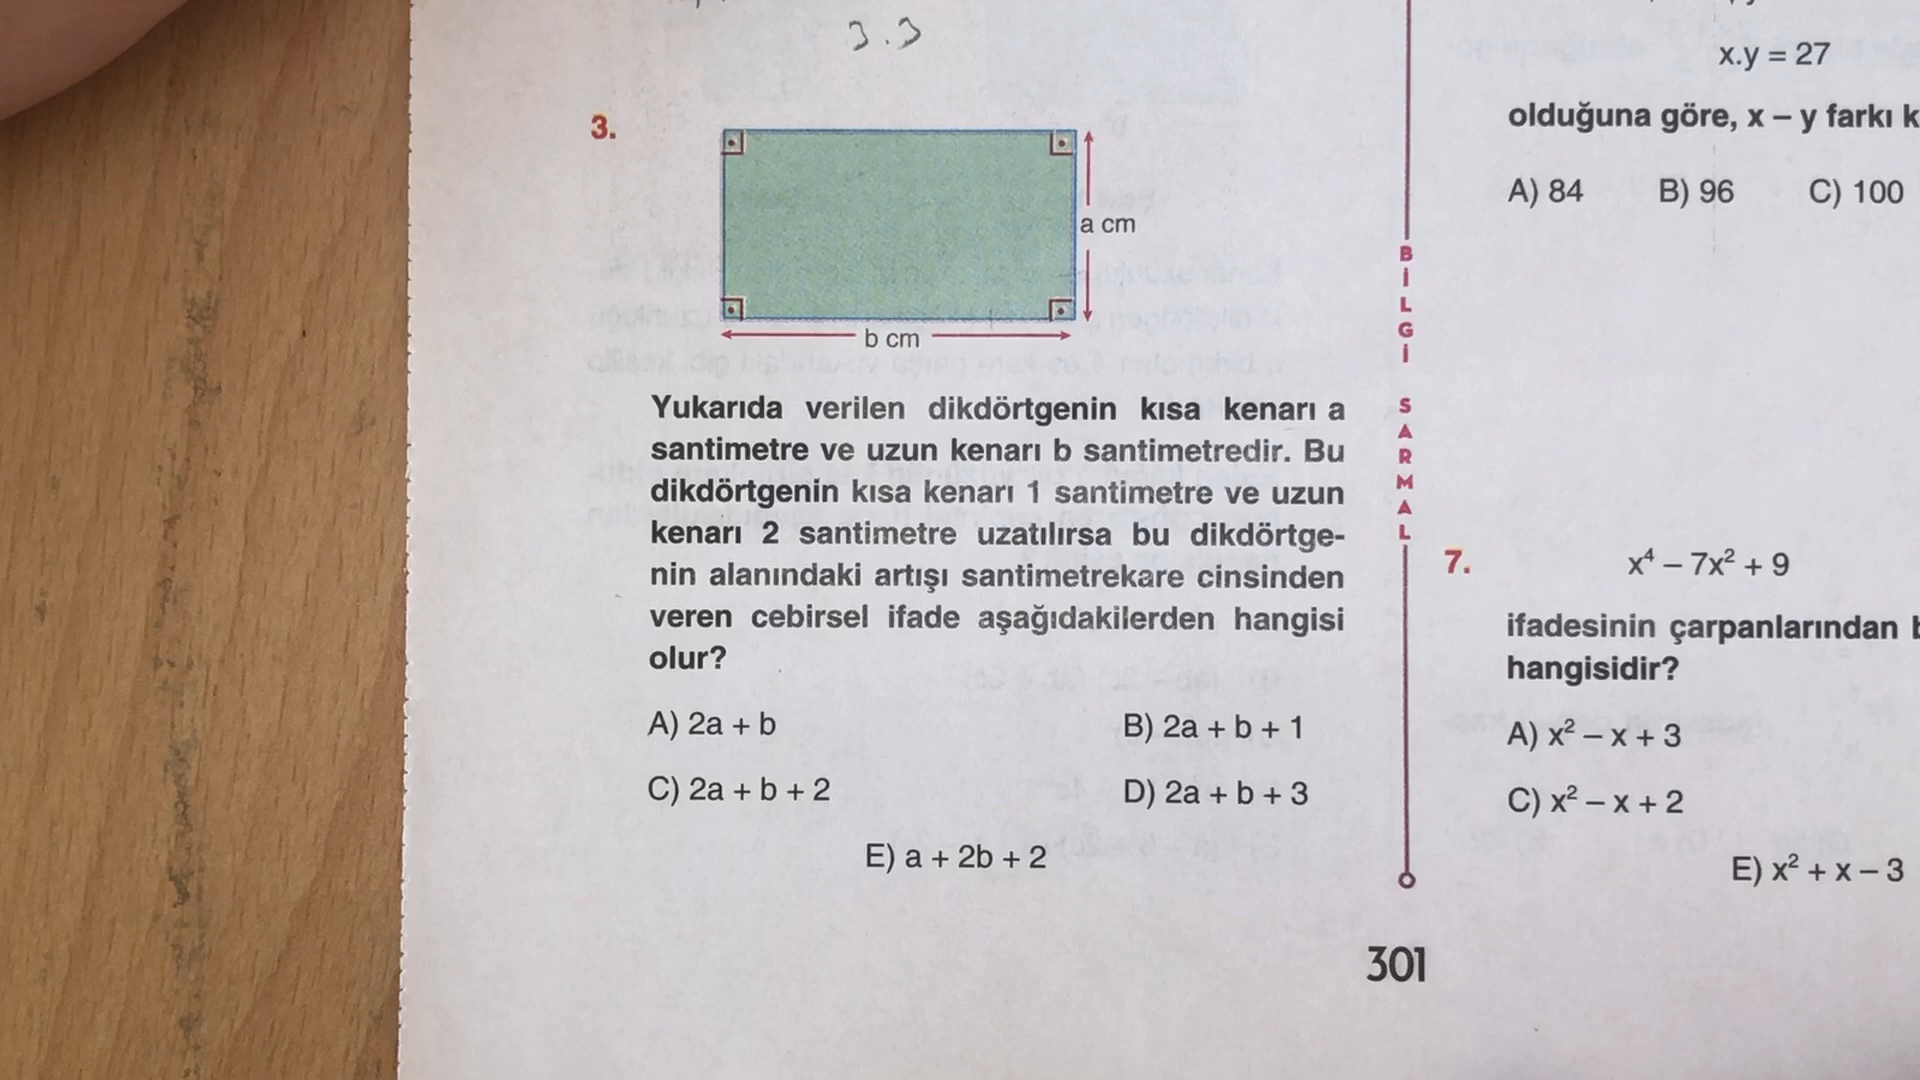 3.3
3.
a cm
b cm
Yukarıda verilen dikdörtgenin kısa kenarı a
santimetre ve uzun kenarı b santimetredir. Bu
dikdörtgenin kısa kenarı 1 santimetre ve uzun
kenarı 2 santimetre uzatılırsa bu dikdörtge-
nin alanındaki artışı santimetrekare cinsinden
veren cebirsel ifade aşağıdakilerden hangisi
olur?
A) 2a + b
B) 2a + b + 1
C) 2a + b + 2
D) 2a + b + 3
E) a + 2b + 2
BİLGİ SARMAL
x.y = 27
olduğuna göre, x – y farkı
A) 84 B) 96 C) 100
7.
x⁴ – 7x² + 9
ifadesinin çarpanlarından
hangisidir?
A) x² – x + 3
C) x² – x + 2
E) x² + x – 3
301